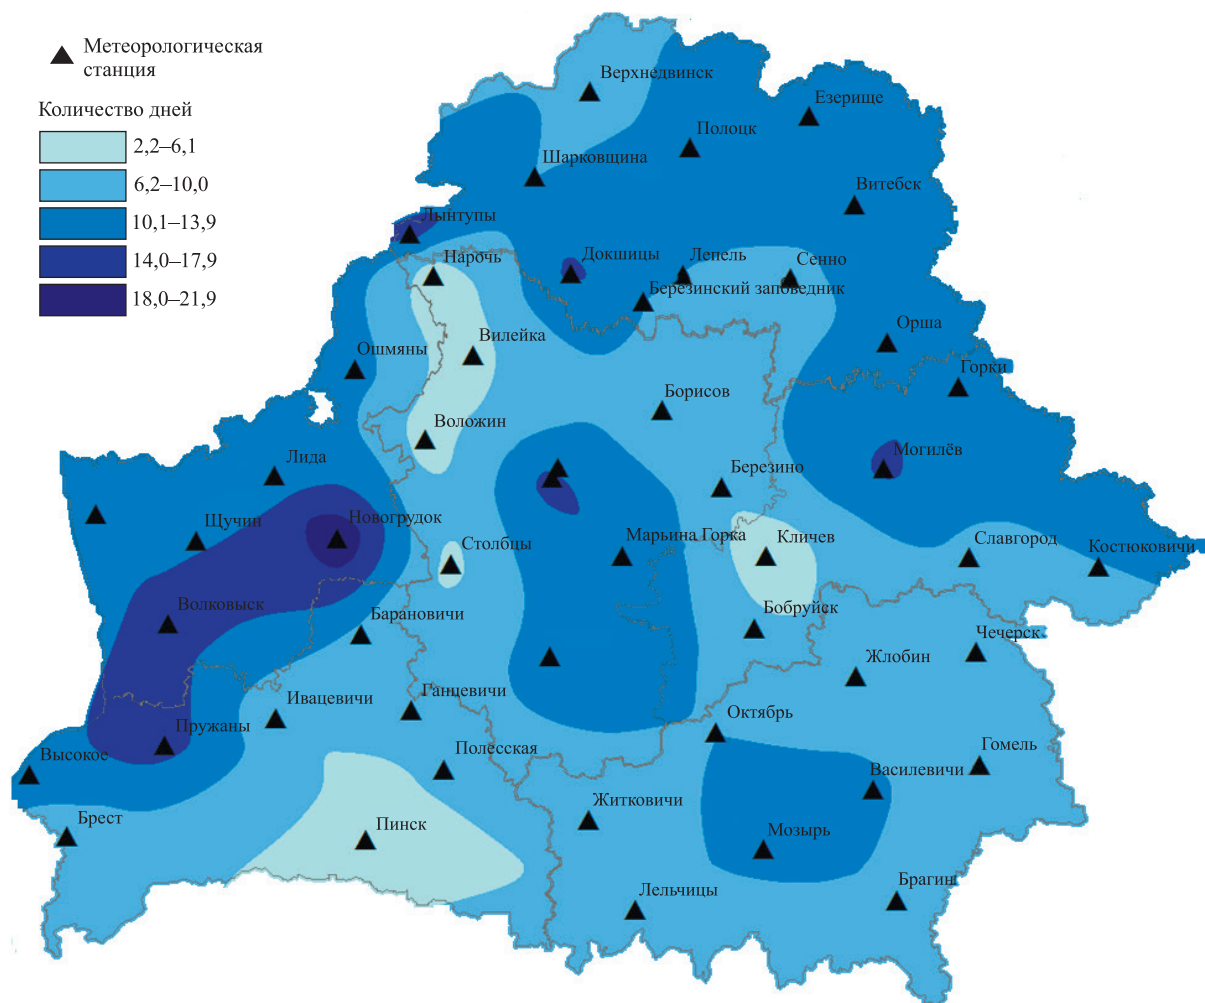 Метеорологическая
станция
Количество дней
2,2–6,1
6,2–10,0
10,1–13,9
14,0–17,9
18,0–21,9
Верхнедвинск
Езерище
Полоцк
Шарковщина
Витебск
Лынтупы
Нарочь
Докшицы
Лепель
Сенно
Березинский заповедник
Орша
Вилейка
Ошмяны
Горки
Борисов
Воложин
Могилёв
Лида
Березино
Щучин
Новогрудок
Столбцы
Марьина Горка
Кличев
Славгород
Костюковичи
Волковыск
Барановичи
Бобруйск
Чечерск
Жлобин
Ивацевичи
Ганцевичи
Октябрь
Пружаны
Полесская
Гомель
Высокое
Василевичи
Житковичи
Брест
Пинск
Мозырь
Лельчицы
Брагин